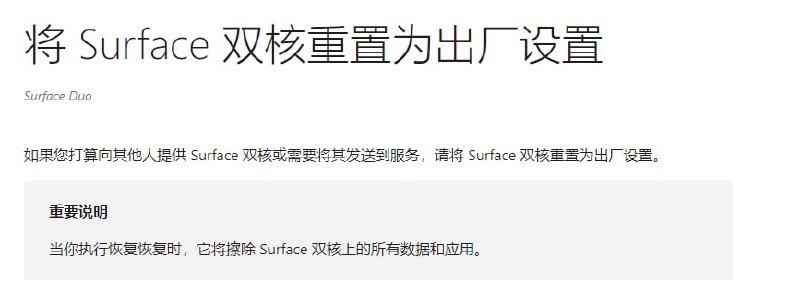 将 Surface 双核重置为出厂设置
Surface Duo
如果您打算向其他人提供 Surface 双核或需要将其发送到服务，请将 Surface 双核重置为出厂设置。
重要说明
当你执行恢复恢复时，它将擦除 Surface 双核上的所有数据和应用。